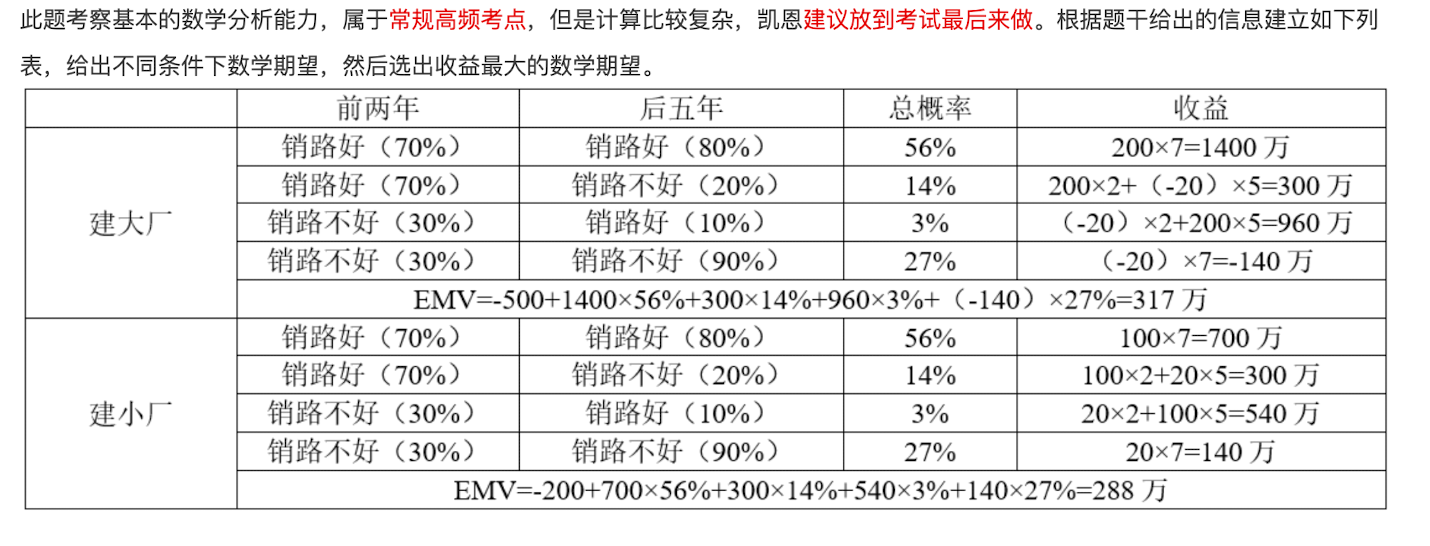 此题考察基本的数学分析能力，属于常规高频考点，但是计算比较复杂，凯恩建议放到考试最后来做。根据题干给出的信息建立如下列
表，给出不同条件下数学期望，然后选出收益最大的数学期望。
前两年 后五年 总概率 收益
建大厂
销路好（70%） 销路好（80%） 56% 200×7=1400 万
销路好（70%） 销路不好（20%） 14% 200×2+（-20）×5=300 万
销路不好（30%） 销路好（10%） 3% （-20）×2+200×5=960 万
销路不好（30%） 销路不好（90%） 27% （-20）×7=-140 万
EMV=-500+1400×56%+300×14%+960×3%+（-140）×27%=317 万
建小厂
销路好（70%） 销路好（80%） 56% 100×7=700 万
销路好（70%） 销路不好（20%） 14% 100×2+20×5=300 万
销路不好（30%） 销路好（10%） 3% 20×2+100×5=540 万
销路不好（30%） 销路不好（90%） 27% 20×7=140 万
EMV=-200+700×56%+300×14%+540×3%+140×27%=288 万